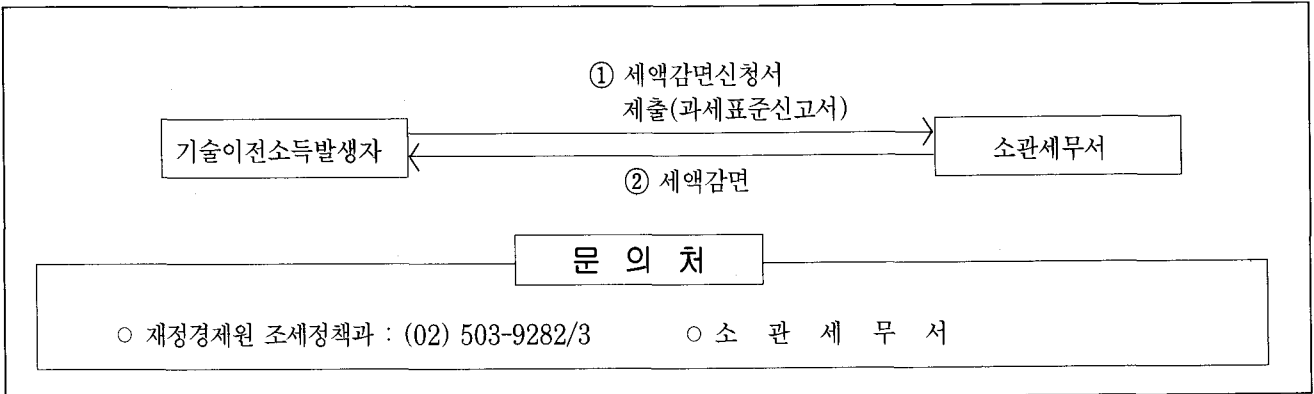 ① 세액감면신청서
제출(과세표준신고서)
기술이전소득발생자
소관세무서
② 세액감면
문 의 처
○ 재정경제원 조세정책과 : (02) 503-9282/3 ○ 소 관 세 무 서